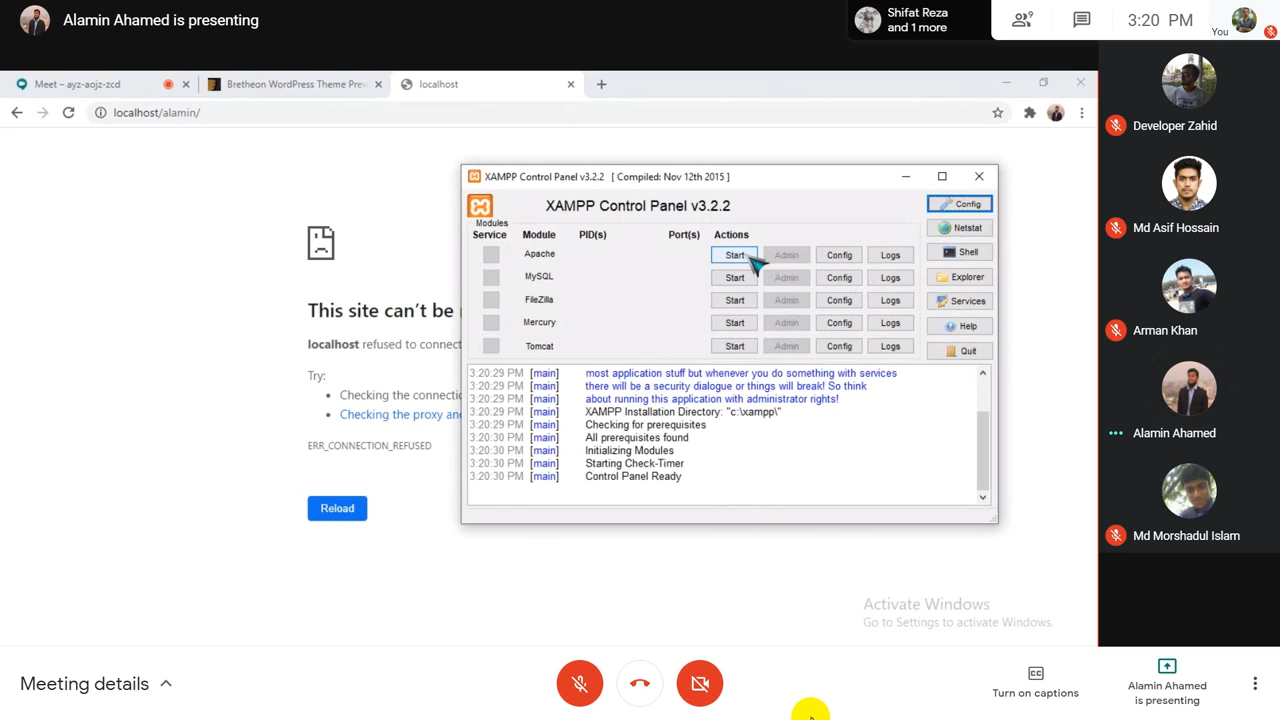 Alamin Ahamed is presenting
Shifat Reza
and 1 more
9
3:20 PM
You
Meet – ayz-aojz-zcd
Bretheon WordPress Theme Prev
localhost
localhost/alamin/
Developer Zahid
Md Asif Hossain
Arman Khan
Alamin Ahamed
Md Morshadul Islam
This site can't be
localhost refused to connect
Try:
Checking the connectio
Checking the proxy and
ERR_CONNECTION_REFUSED
Reload
XAMPP Control Panel v3.2.2 [ Compiled: Nov 12th 2015 ]
XAMPP Control Panel v3.2.2
Config
Modules
Service Module PID(s) Port(s) Actions
Netstat
Apache Start Admin Config Logs
Shell
MySQL Start Admin Config Logs
Explorer
FileZilla Start Admin Config Logs
Services
Mercury Start Admin Config Logs
Help
Tomcat Start Admin Config Logs
Quit
3:20:29 PM [main] most application stuff but whenever you do something with services
3:20:29 PM [main] there will be a security dialogue or things will break! So think
3:20:29 PM [main] about running this application with administrator rights!
3:20:29 PM [main] XAMPP Installation Directory: "c:\xampp\"
3:20:29 PM [main] Checking for prerequisites
3:20:30 PM [main] All prerequisites found
3:20:30 PM [main] Initializing Modules
3:20:30 PM [main] Starting Check-Timer
3:20:30 PM [main] Control Panel Ready
Activate Windows
Go to Settings to activate Windows.
Meeting details
CC
Turn on captions
Alamin Ahamed
is presenting